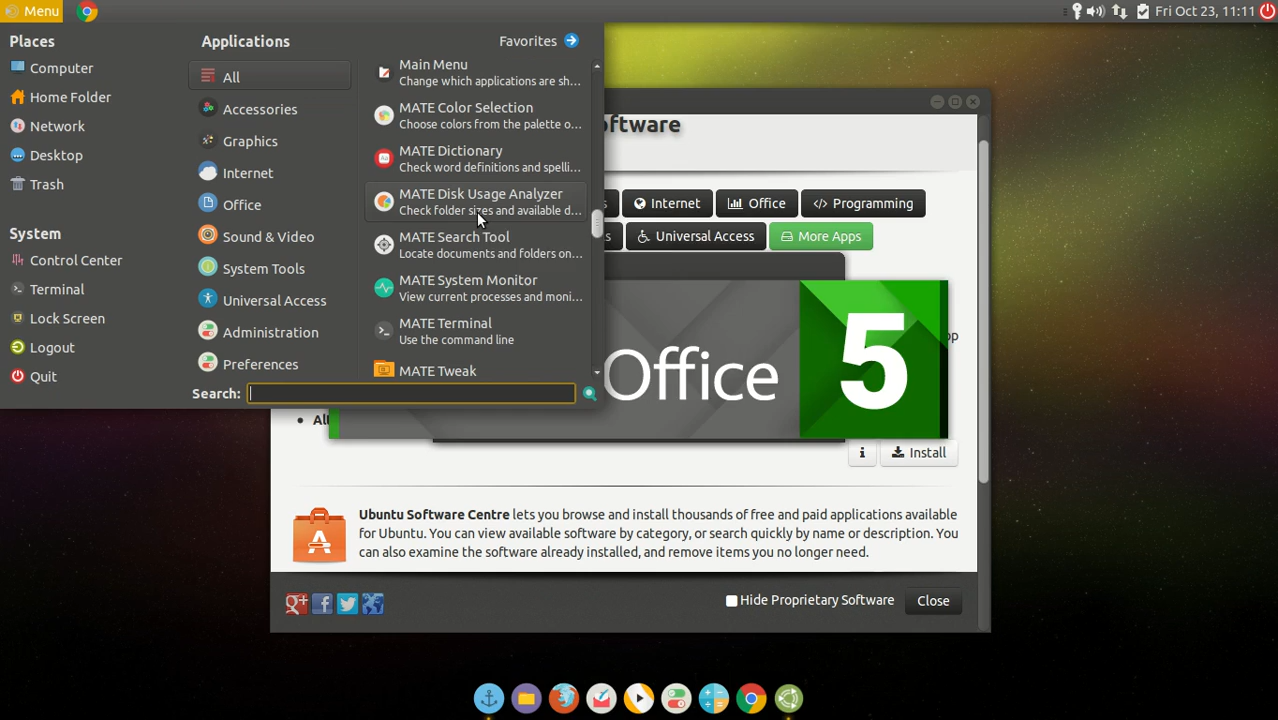 Menu
Fri Oct 23, 11:11
Places
Computer
Home Folder
Network
Desktop
Trash
System
Control Center
Terminal
Lock Screen
Logout
Quit
Applications
Favorites
All
Accessories
Graphics
Internet
Office
Sound & Video
System Tools
Universal Access
Administration
Preferences
Main Menu
Change which applications are sh...
MATE Color Selection
Choose colors from the palette o...
MATE Dictionary
Check word definitions and spelli...
MATE Disk Usage Analyzer
Check folder sizes and available d...
MATE Search Tool
Locate documents and folders on...
MATE System Monitor
View current processes and moni...
MATE Terminal
Use the command line
MATE Tweak
Search:
ftware
Internet
Office
Programming
Universal Access
More Apps
Office 5
Install
Ubuntu Software Centre lets you browse and install thousands of free and paid applications available
for Ubuntu. You can view available software by category, or search quickly by name or description. You
can also examine the software already installed, and remove items you no longer need.
Hide Proprietary Software
Close